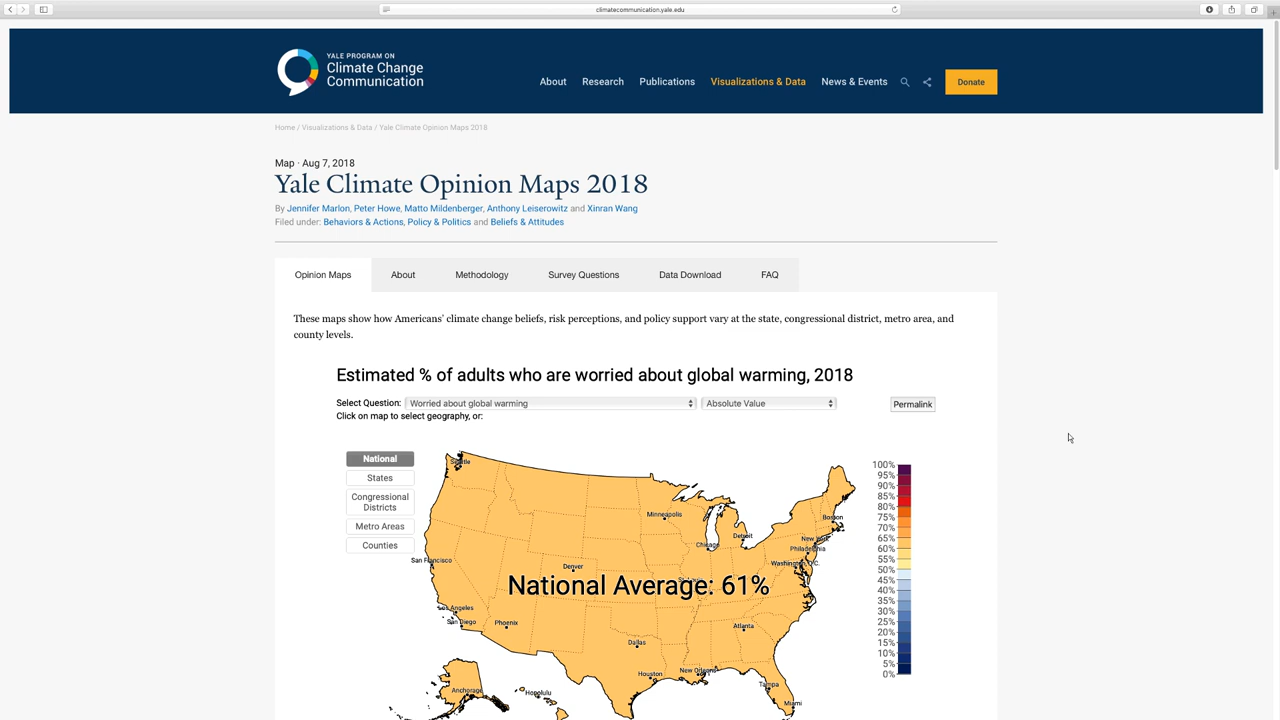 climatecommunication.yale.edu
YALE PROGRAM ON
Climate Change
Communication
About Research Publications Visualizations & Data News & Events Donate
Home / Visualizations & Data / Yale Climate Opinion Maps 2018
Map · Aug 7, 2018
Yale Climate Opinion Maps 2018
By Jennifer Marlon, Peter Howe, Matto Mildenberger, Anthony Leiserowitz and Xinran Wang
Filed under: Behaviors & Actions, Policy & Politics and Beliefs & Attitudes
Opinion Maps About Methodology Survey Questions Data Download FAQ
These maps show how Americans' climate change beliefs, risk perceptions, and policy support vary at the state, congressional district, metro area, and
county levels.
Estimated % of adults who are worried about global warming, 2018
Select Question: Worried about global warming Absolute Value Permalink
Click on map to select geography, or:
National
States
Congressional
Districts
Metro Areas
Counties
Seattle
Minneapolis
Boston
Detroit
New York
Chicago
Philadelphia
San Francisco
Washington, D.C.
Denver
National Average: 61%
Los Angeles
San Diego
Phoenix
Atlanta
Dallas
Houston
New Orleans
Tampa
Anchorage
Honolulu
Miami
100%
95%
90%
85%
80%
75%
70%
65%
60%
55%
50%
45%
40%
35%
30%
25%
20%
15%
10%
5%
0%